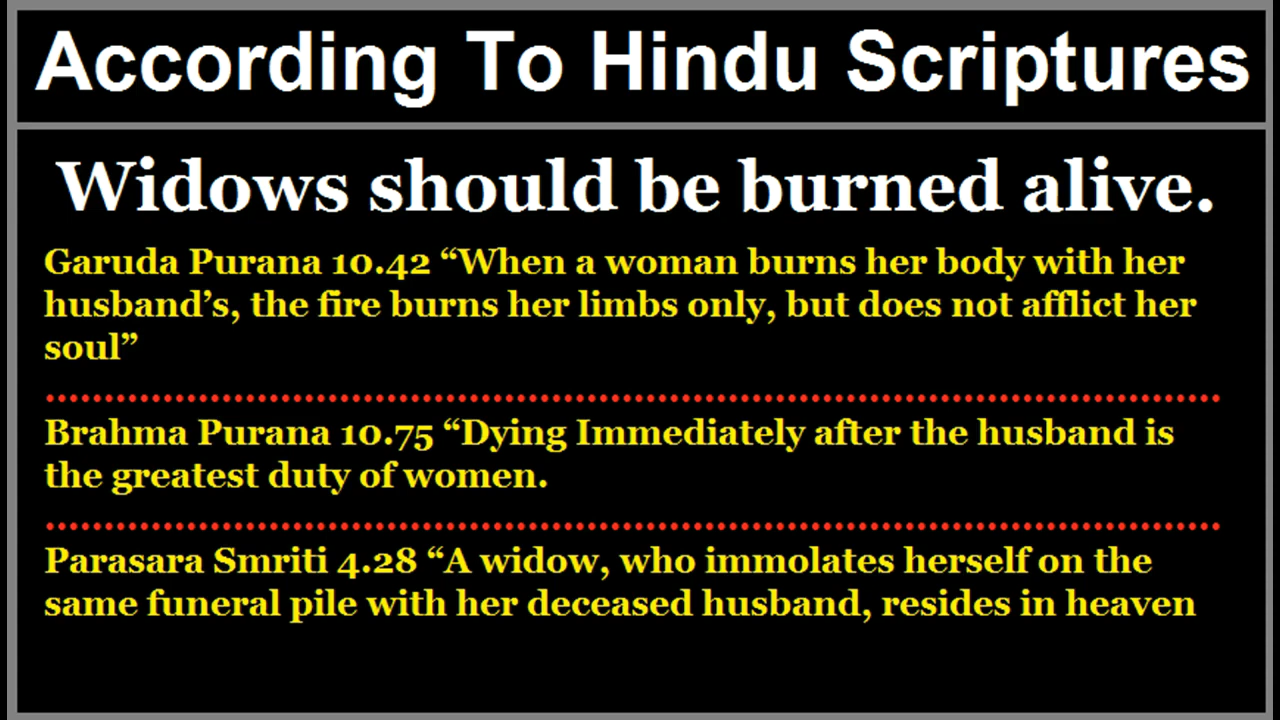 According To Hindu Scriptures
Widows should be burned alive.
Garuda Purana 10.42 “When a woman burns her body with her
husband’s, the fire burns her limbs only, but does not afflict her
soul”
Brahma Purana 10.75 “Dying Immediately after the husband is
the greatest duty of women.
Parasara Smriti 4.28 “A widow, who immolates herself on the
same funeral pile with her deceased husband, resides in heaven